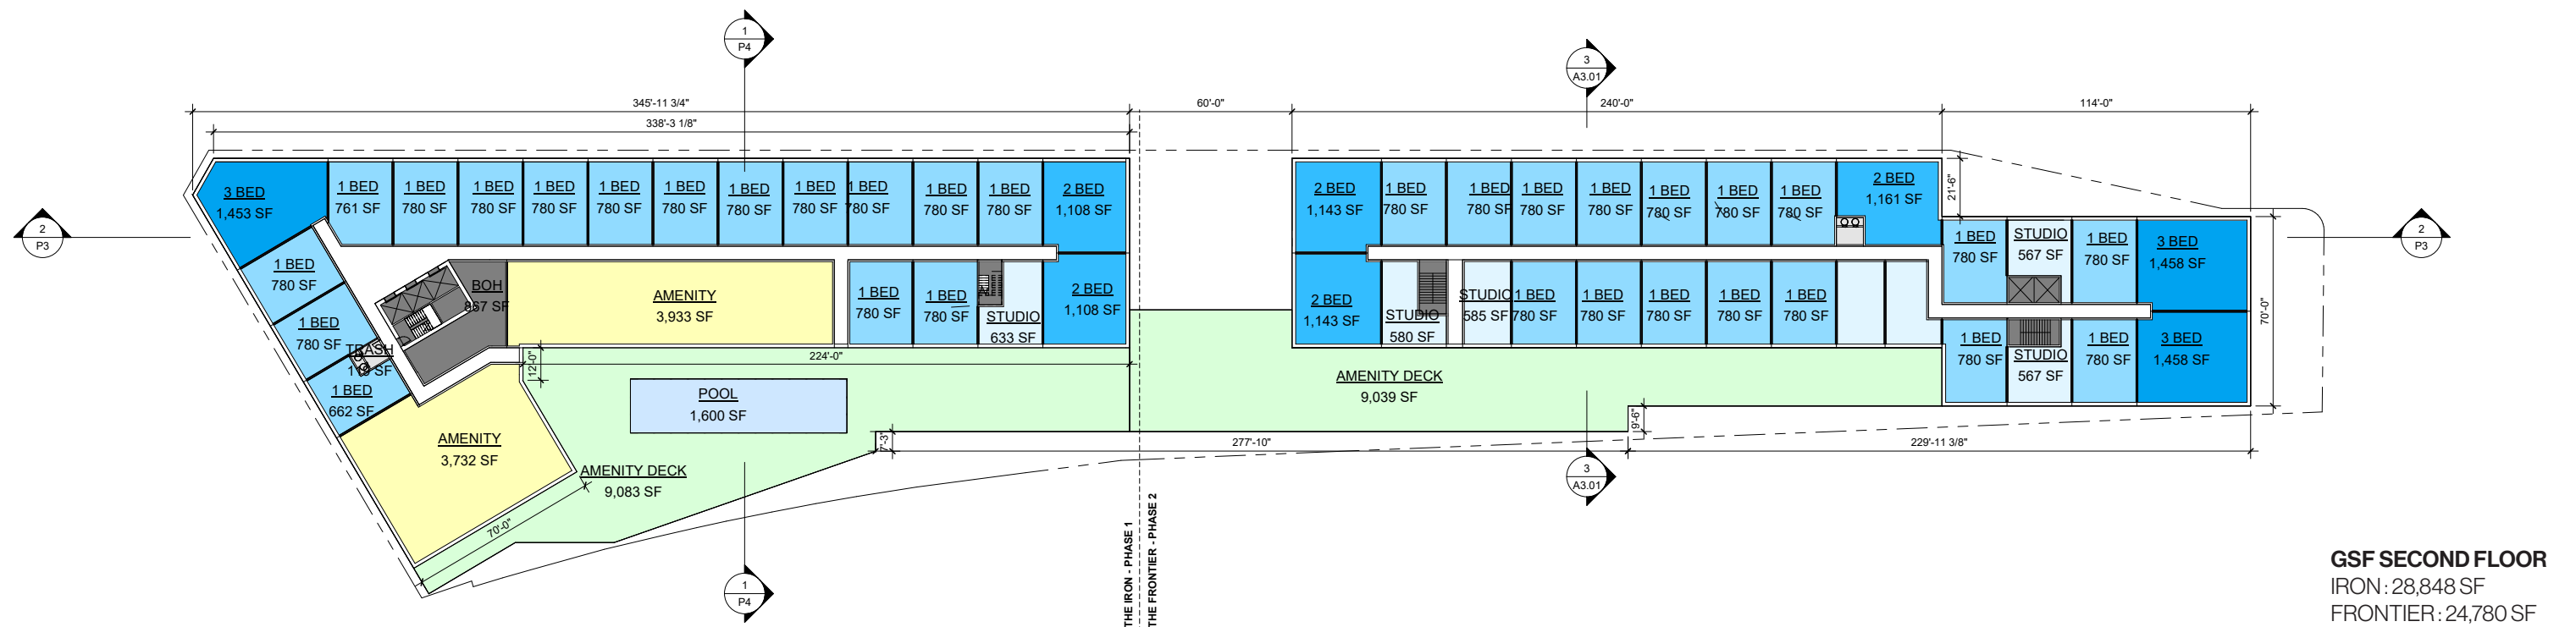 1
P4
3
A3.01
345'-11 3/4"
60'-0"
240'-0"
114'-0"
338'-3 1/8"
3 BED
1,453 SF
1 BED
761 SF
1 BED
780 SF
1 BED
780 SF
1 BED
780 SF
1 BED
780 SF
1 BED
780 SF
1 BED
780 SF
1 BED
780 SF
1 BED
780 SF
1 BED
780 SF
1 BED
780 SF
2 BED
1,108 SF
2 BED
1,143 SF
1 BED
780 SF
1 BED
780 SF
1 BED
780 SF
1 BED
780 SF
1 BED
780 SF
1 BED
780 SF
1 BED
780 SF
2 BED
1,161 SF
21'-6"
2
P3
1 BED
780 SF
STUDIO
567 SF
1 BED
780 SF
3 BED
1,458 SF
2
P3
1 BED
780 SF
1 BED
780 SF
TRASH
SF
1 BED
662 SF
BOH
867 SF
AMENITY
3,933 SF
1 BED
780 SF
1 BED
780 SF
STUDIO
633 SF
2 BED
1,108 SF
2 BED
1,143 SF
STUDIO
580 SF
STUDIO
585 SF
1 BED
780 SF
1 BED
780 SF
1 BED
780 SF
1 BED
780 SF
1 BED
780 SF
1 BED
780 SF
STUDIO
567 SF
1 BED
780 SF
3 BED
1,458 SF
70'-0"
12'-0"
224'-0"
POOL
1,600 SF
AMENITY DECK
9,039 SF
AMENITY
3,732 SF
AMENITY DECK
9,083 SF
7'-3"
277'-10"
9'-6"
229'-11 3/8"
70'-0"
3
A3.01
1
P4
THE IRON - PHASE 1
THE FRONTIER - PHASE 2
GSF SECOND FLOOR
IRON : 28,848 SF
FRONTIER : 24,780 SF